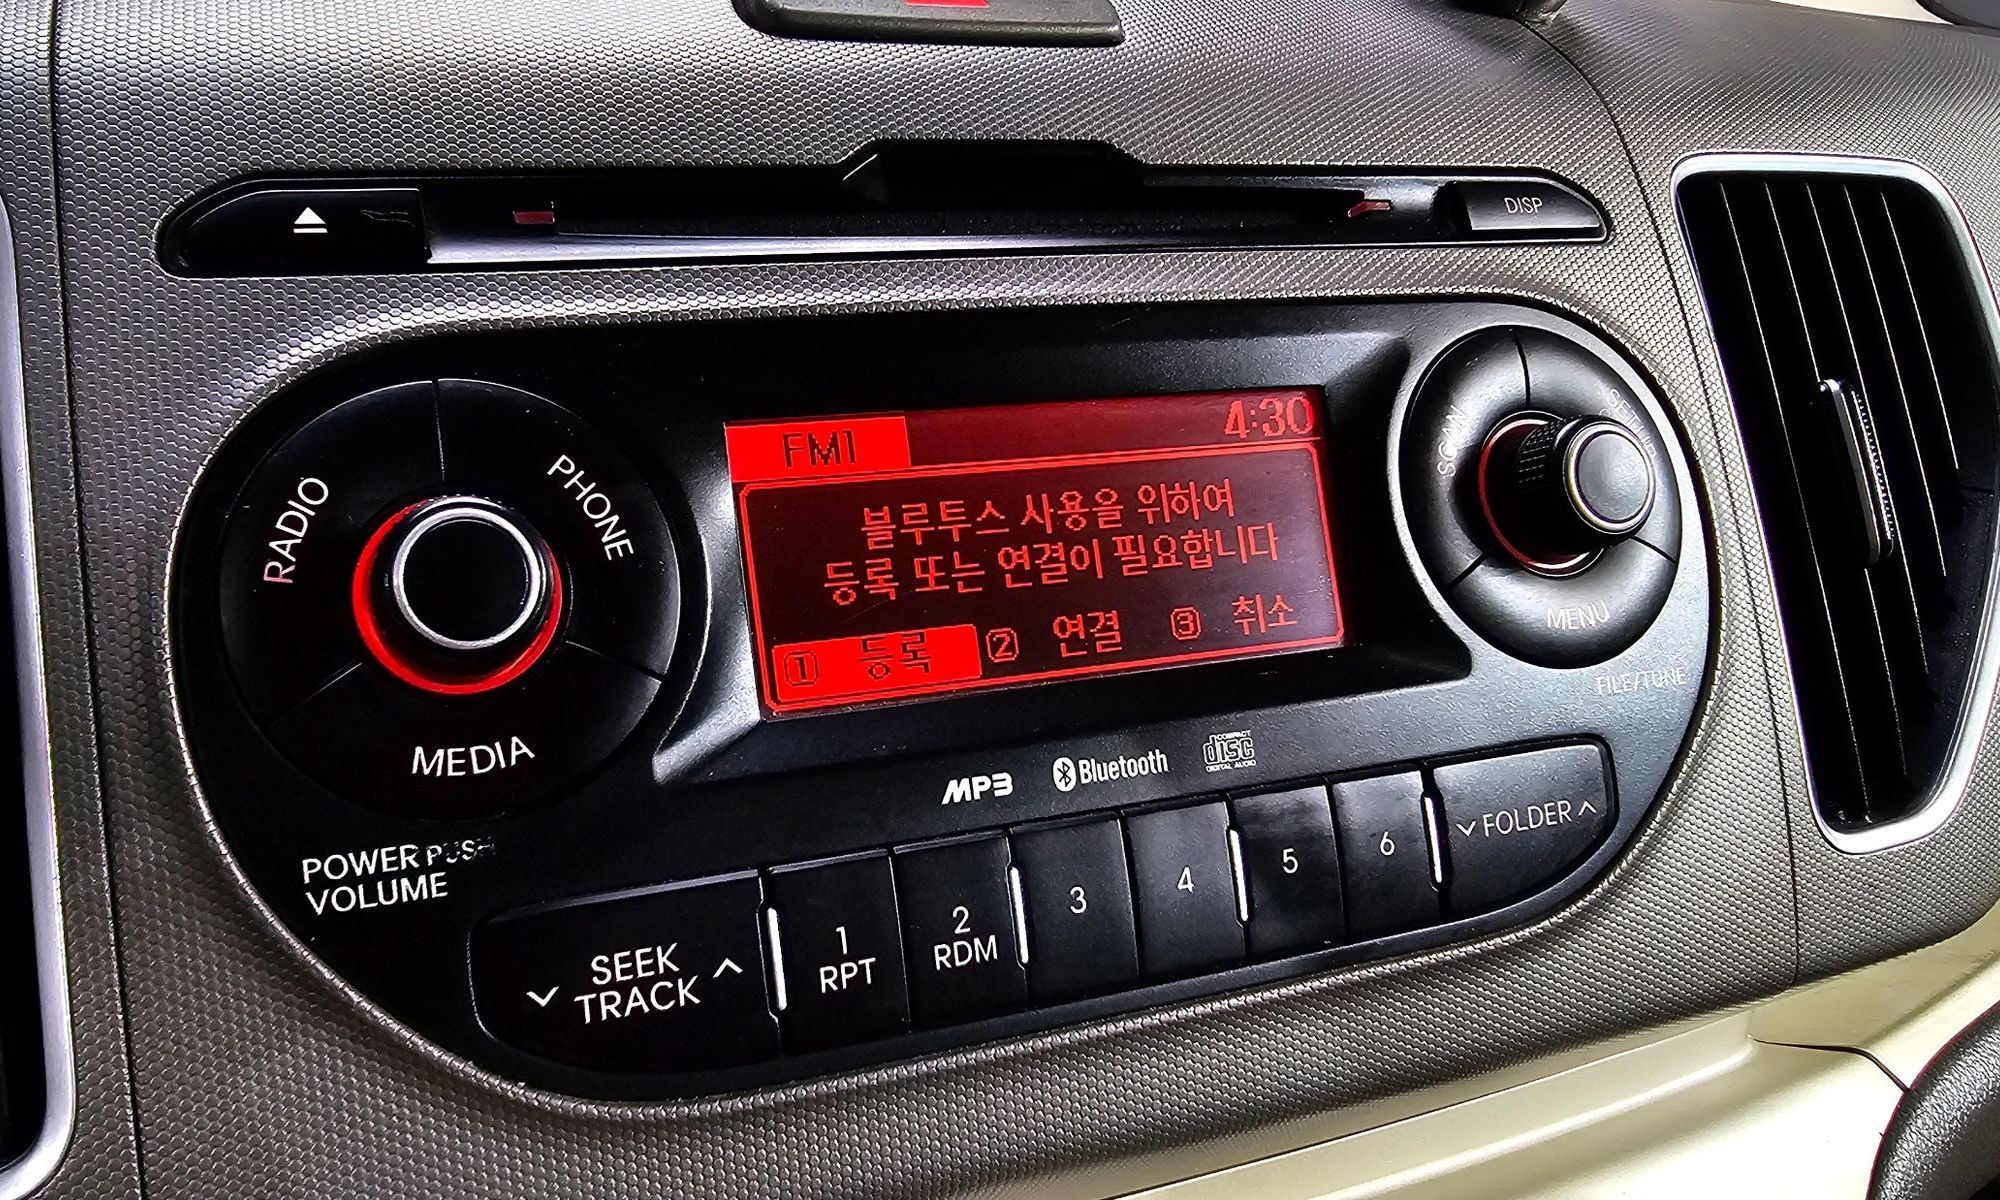 DISP
RADIO
PHONE
MEDIA
POWER PUSH
VOLUME
FM1
4:30
블루투스 사용을 위하여
등록 또는 연결이 필요합니다
① 등록 ② 연결 ③ 취소
SCAN
SETUP
MENU
FILE/TUNE
MP3 Bluetooth COMPACT disc DIGITAL AUDIO
SEEK
TRACK
1
RPT
2
RDM
3
4
5
6
FOLDER